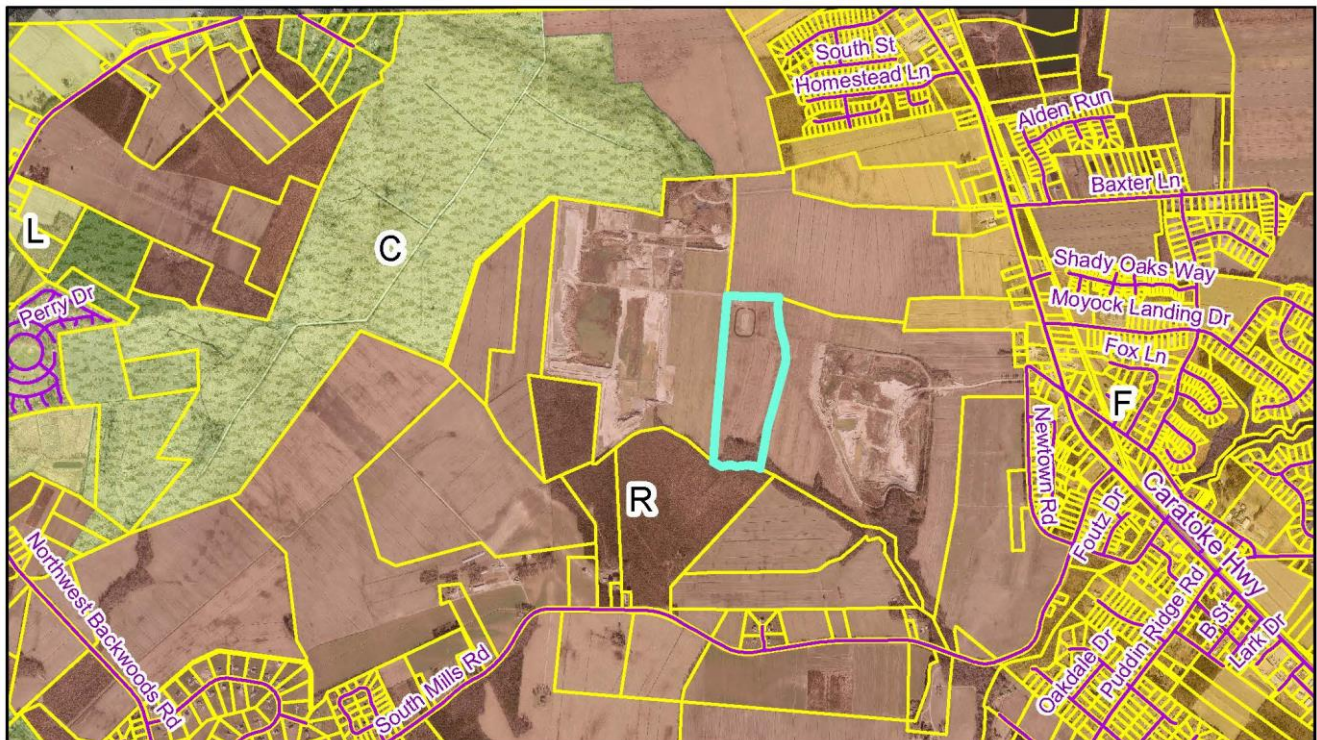 South St
Homestead Ln
Alden Run
Baxter Ln
L
C
Shady Oaks Way
Perry Dr
Moyock Landing Dr
Fox Ln
F
Newtown Rd
R
Caratoke Hwy
Foutz Dr
Northwest Backwoods Rd
Puddin Ridge Rd
B St
Lark Dr
Oakdale Dr
South Mills Rd